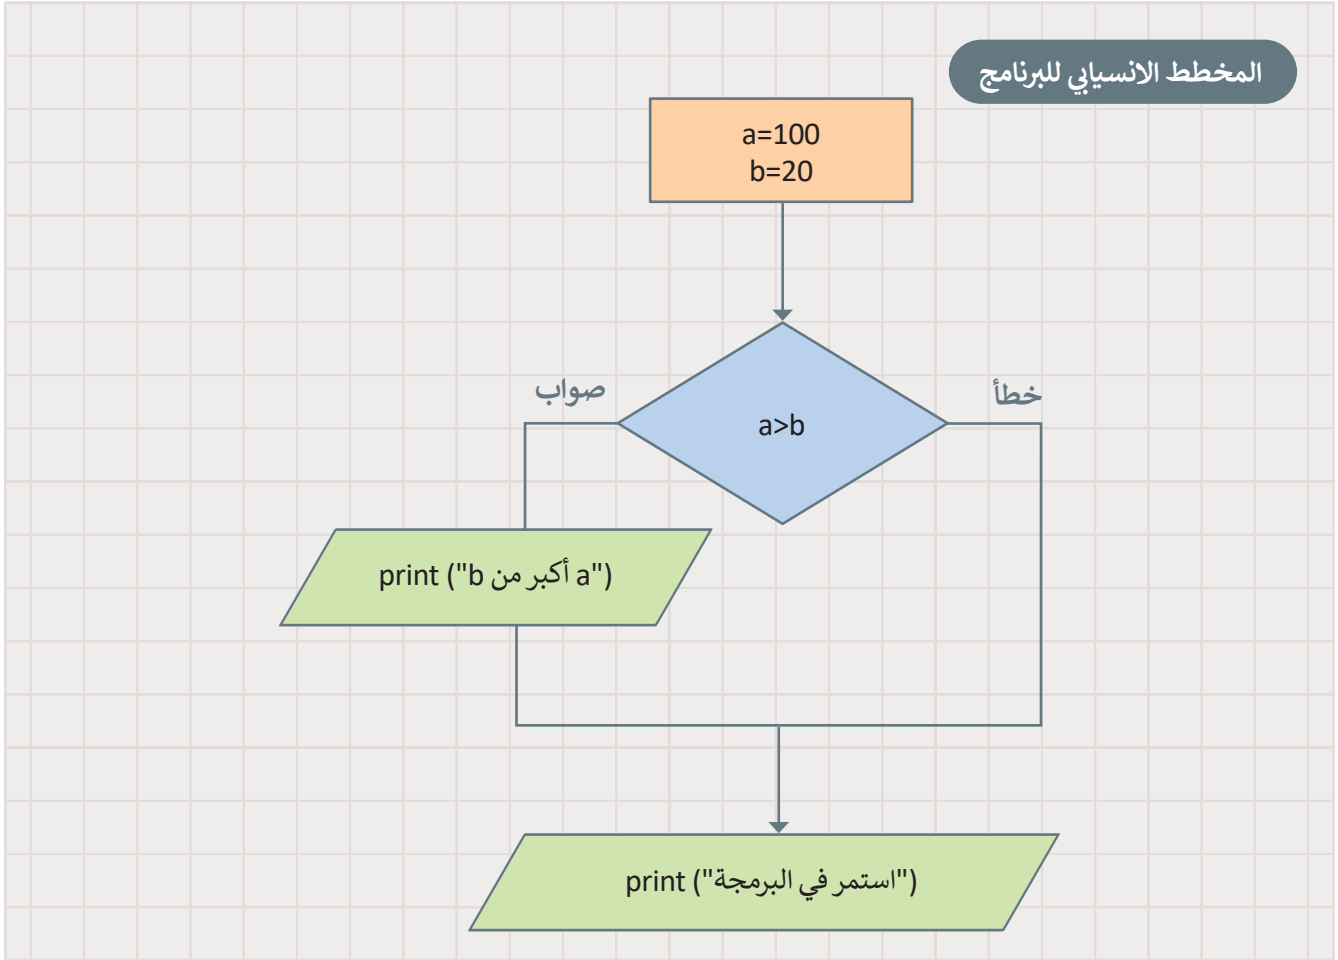 المخطط الانسيابي للبرنامج
a=100
b=20
صواب
خطأ
a>b
print ("a أكبر من b")
print ("استمر في البرمجة")